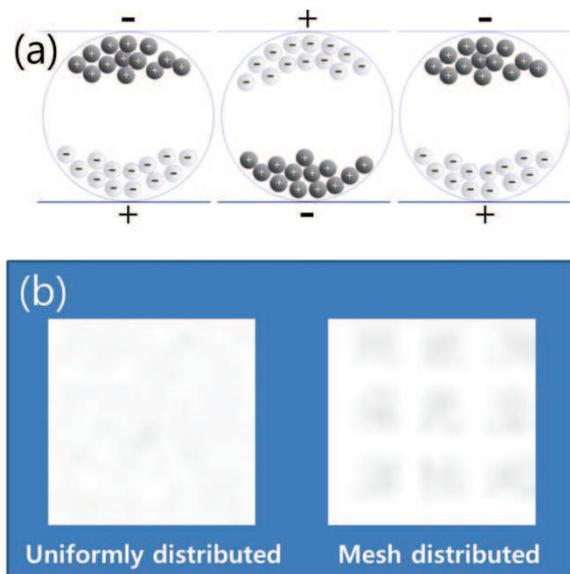 - + -
(a)
+ - +
(b)
Uniformly distributed Mesh distributed